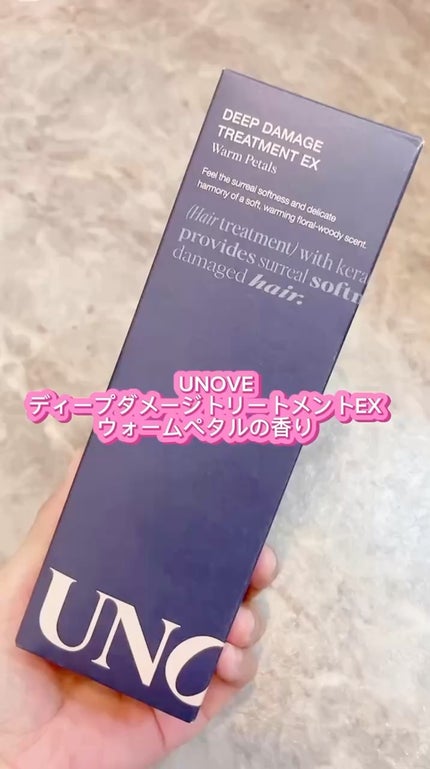 DEEP DAMAGE
TREATMENT EX
Warm Petals
Feel the surreal softness and delicate
harmony of a soft, warming floral-woody scent.
(Hair treatment) with kera
provides surreal softn
damaged hair.
UNOVE
ディープダメージトリートメントEX
ウォームペタルの香り
UNO